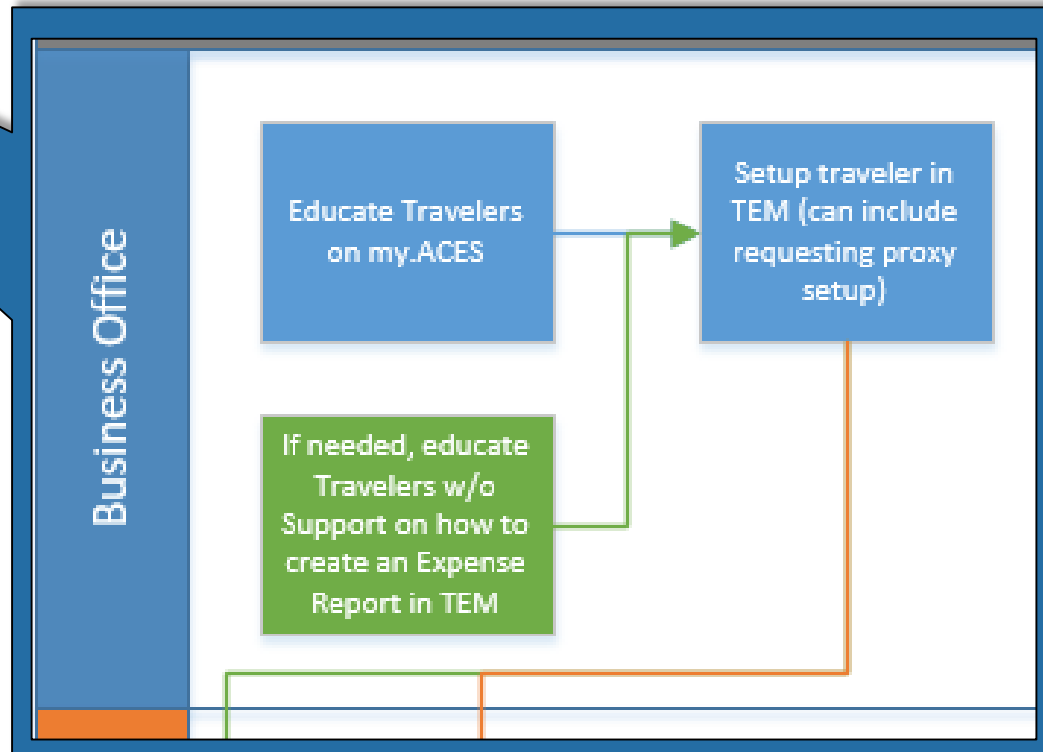 Business Office
Educate Travelers
on my.ACES
Setup traveler in
TEM (can include
requesting proxy
setup)
If needed, educate
Travelers w/o
Support on how to
create an Expense
Report in TEM